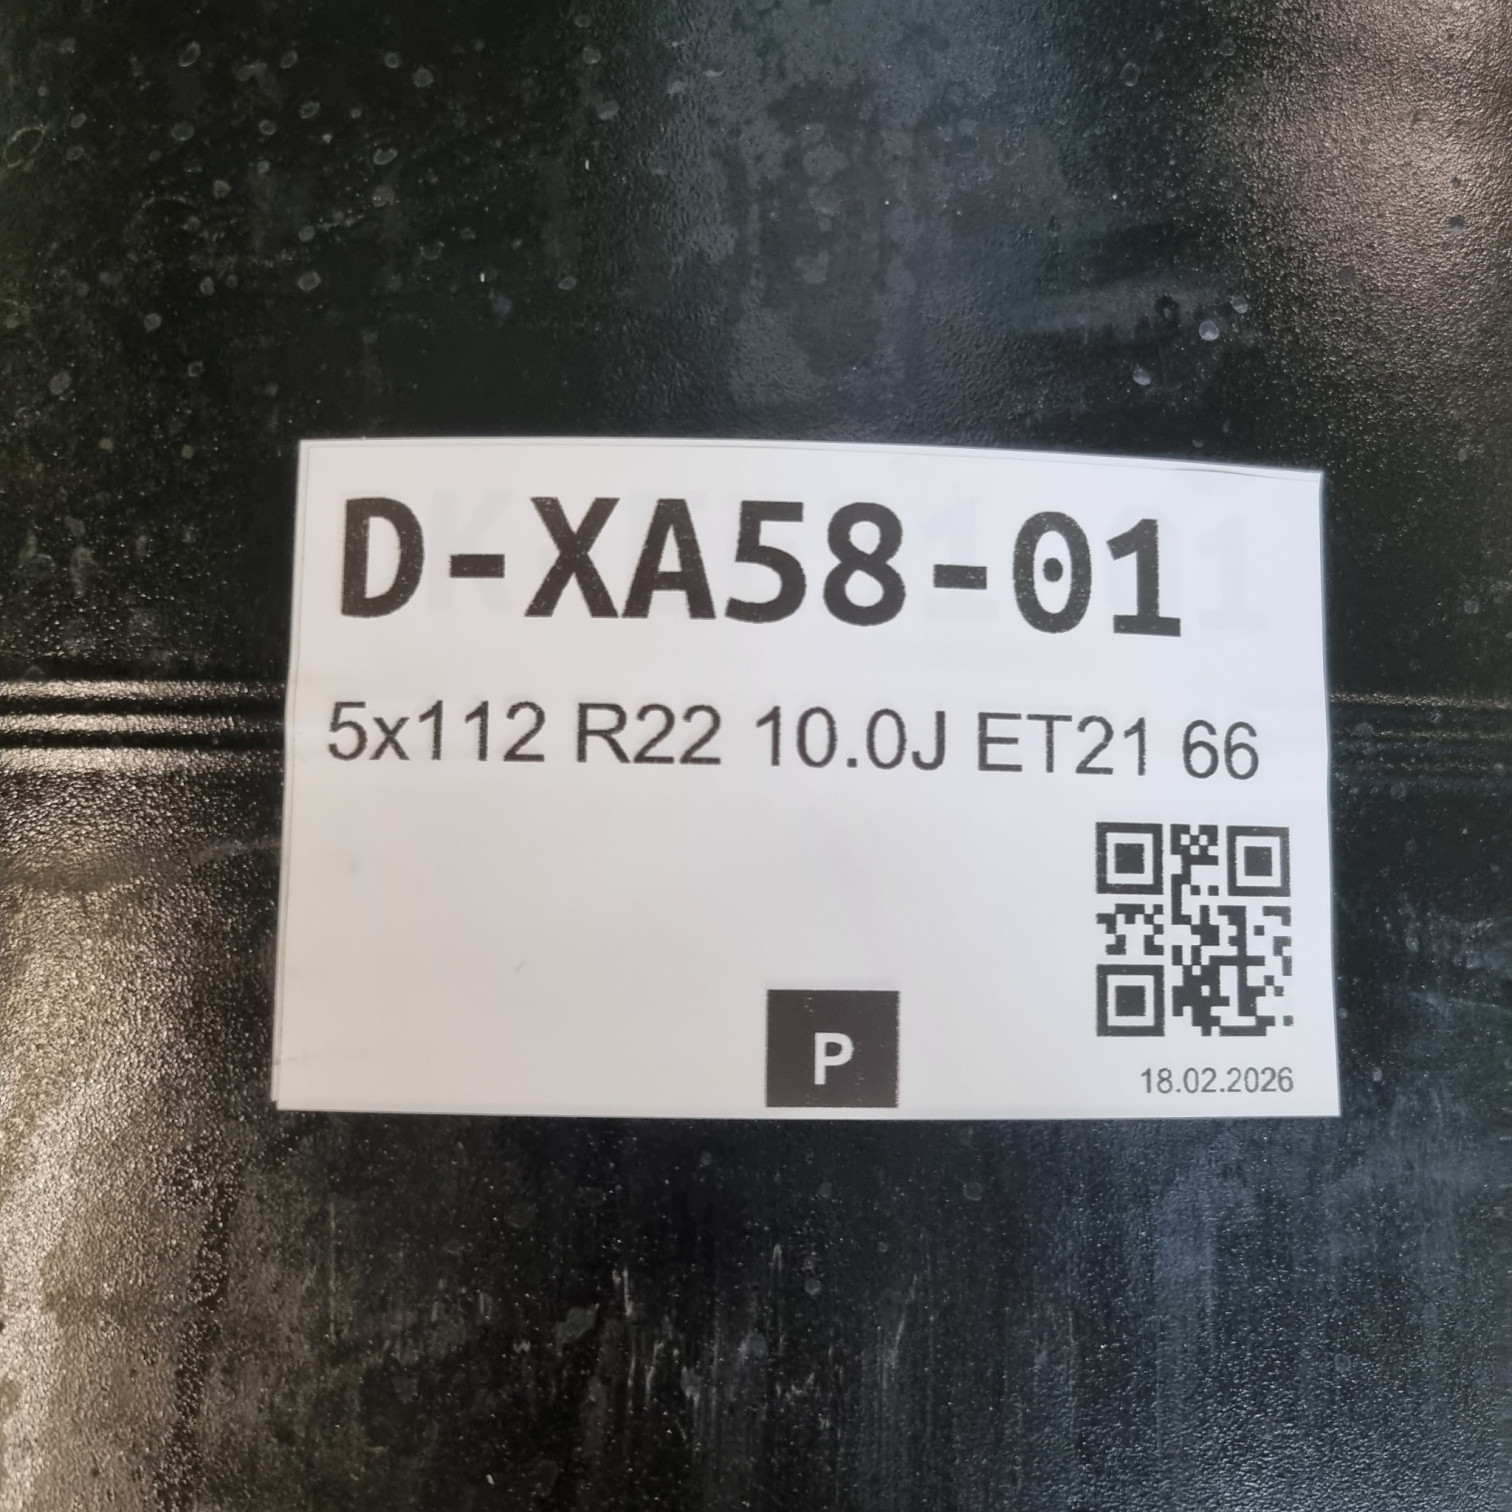 D-XA58-01
5x112 R22 10.0J ET21 66
P
18.02.2026